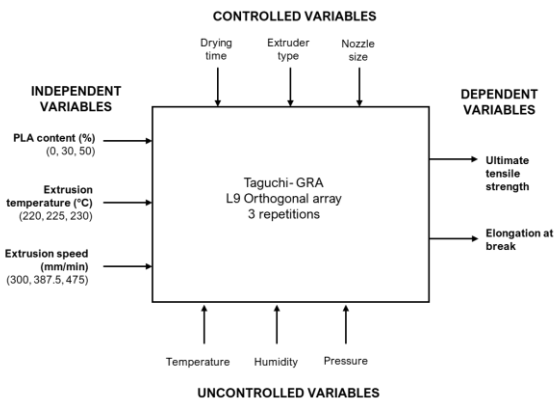 CONTROLLED VARIABLES
Drying
time
Extruder
type
Nozzle
size
INDEPENDENT
VARIABLES
PLA content (%)
(0, 30, 50)
Extrusion
temperature (°C)
(220, 225, 230)
Extrusion speed
(mm/min)
(300, 387.5, 475)
Taguchi- GRA
L9 Orthogonal array
3 repetitions
DEPENDENT
VARIABLES
Ultimate
tensile
strength
Elongation at
break
Temperature
Humidity
Pressure
UNCONTROLLED VARIABLES